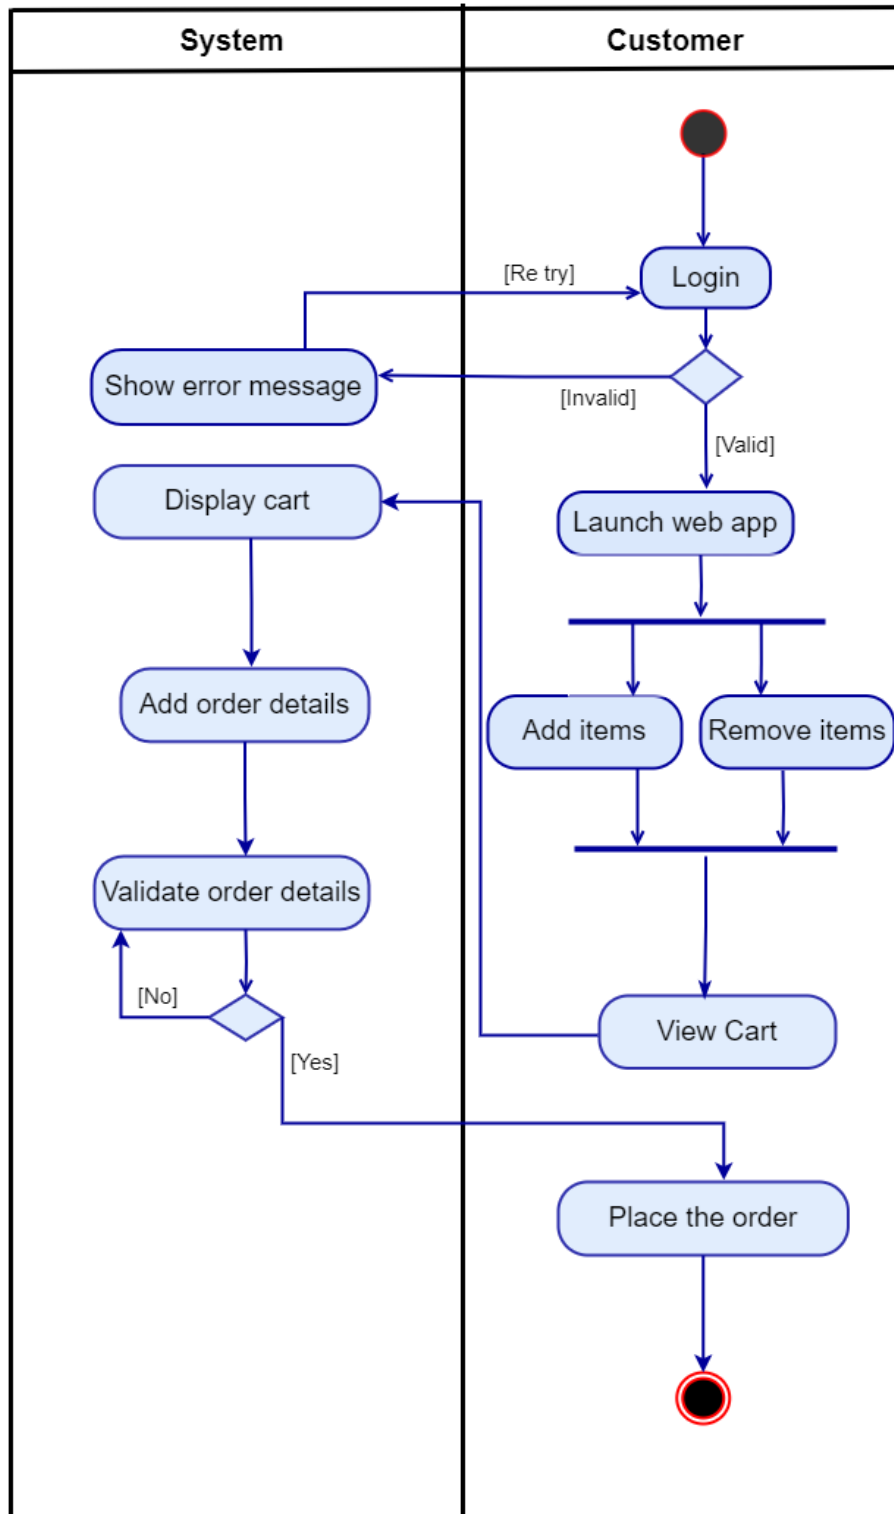 System
Customer
[Re try]
Login
Show error message
[Invalid]
[Valid]
Display cart
Launch web app
Add order details
Add items
Remove items
Validate order details
[No]
View Cart
[Yes]
Place the order